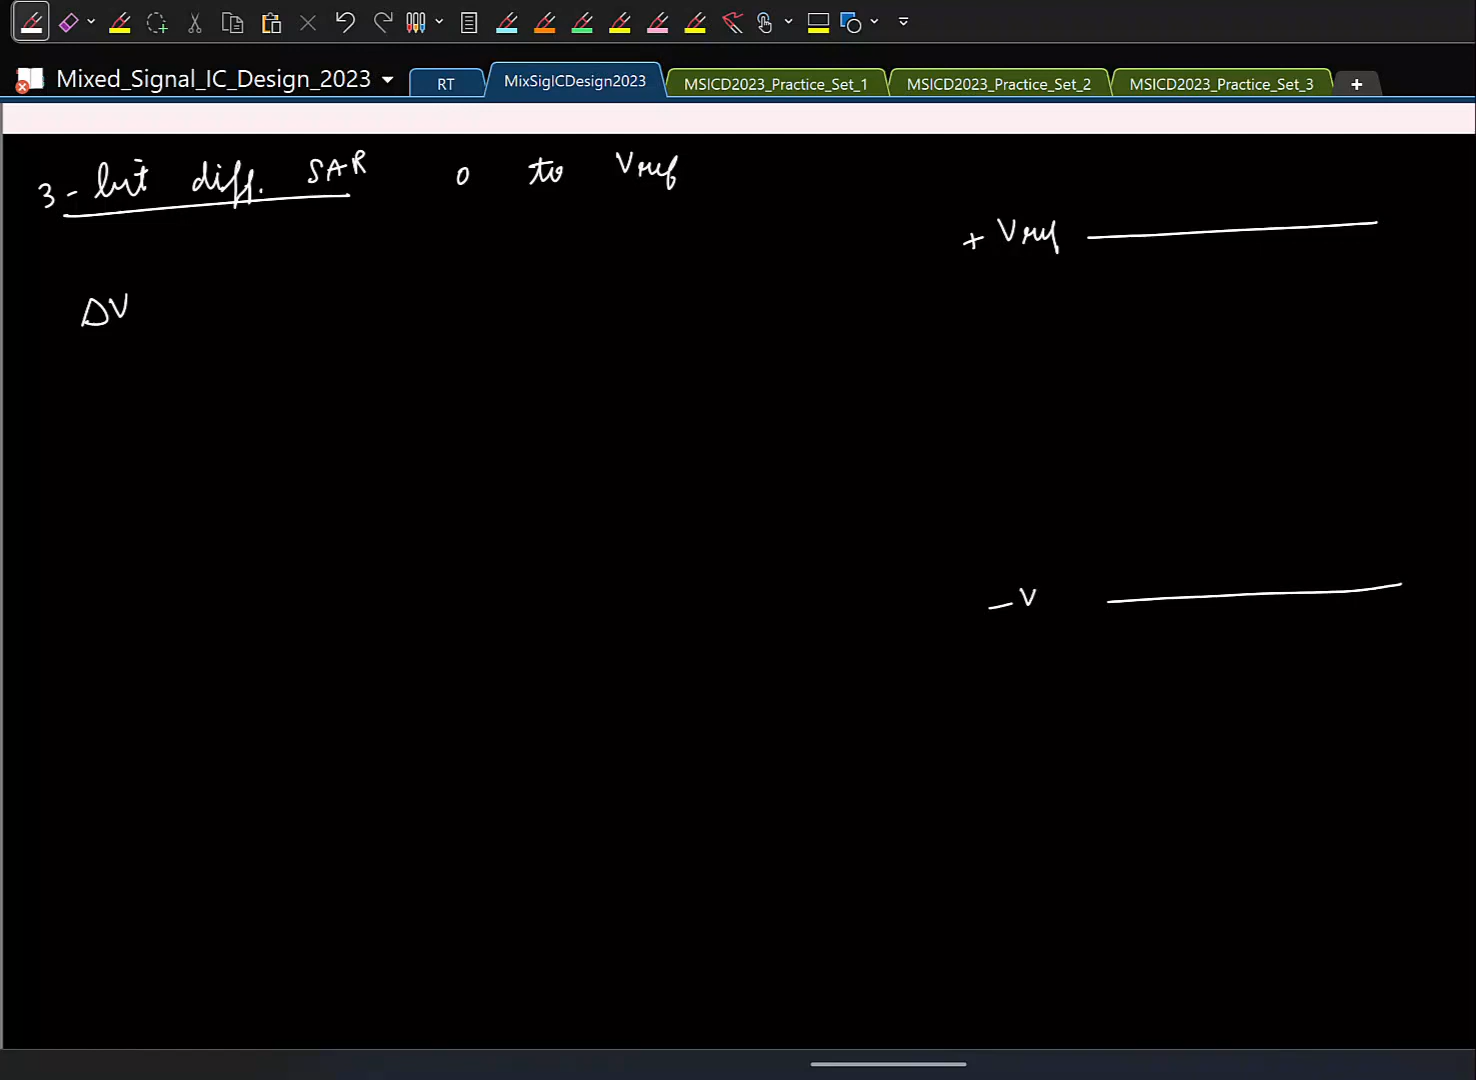 Mixed_Signal_IC_Design_2023
RT
MixSigICDesign2023
MSICD2023_Practice_Set_1
MSICD2023_Practice_Set_2
MSICD2023_Practice_Set_3
3-bit diff. SAR 0 to Vref
+ Vref
ΔV
- V